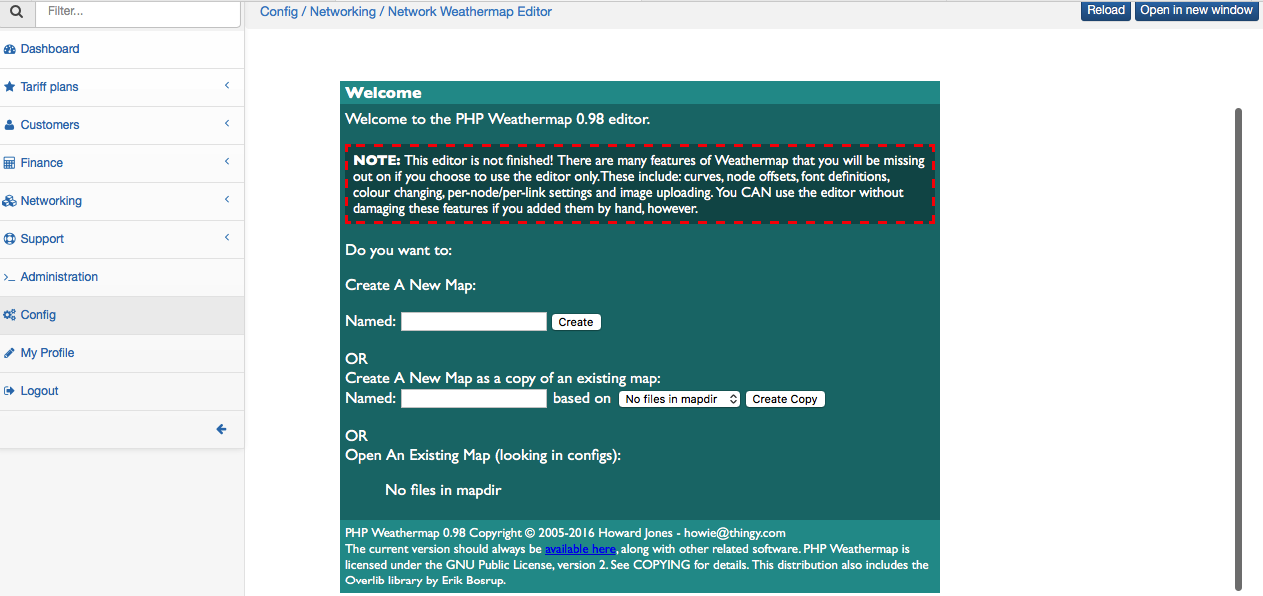 Filter...
Config / Networking / Network Weathermap Editor
Reload
Open in new window
Dashboard
Tariff plans
Customers
Finance
Networking
Support
Administration
Config
My Profile
Logout
Welcome
Welcome to the PHP Weathermap 0.98 editor.
NOTE: This editor is not finished! There are many features of Weathermap that you will be missing
out on if you choose to use the editor only.These include: curves, node offsets, font definitions,
colour changing, per-node/per-link settings and image uploading. You CAN use the editor without
damaging these features if you added them by hand, however.
Do you want to:
Create A New Map:
Named: Create
OR
Create A New Map as a copy of an existing map:
Named: based on No files in mapdir Create Copy
OR
Open An Existing Map (looking in configs):
No files in mapdir
PHP Weathermap 0.98 Copyright © 2005-2016 Howard Jones - howie@thingy.com
The current version should always be available here, along with other related software. PHP Weathermap is
licensed under the GNU Public License, version 2. See COPYING for details. This distribution also includes the
Overlib library by Erik Bosrup.